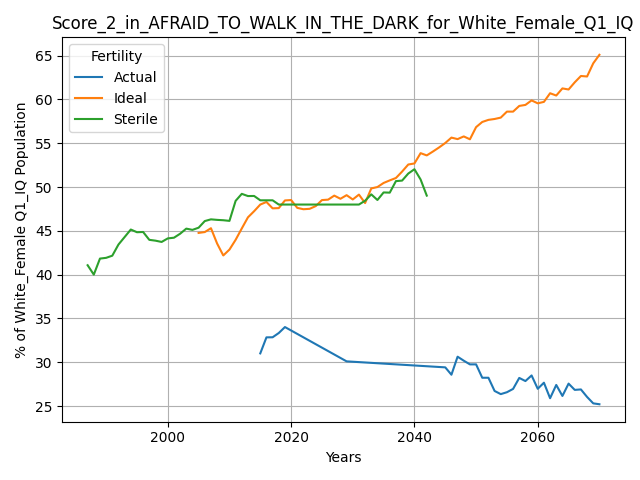 Score_2_in_AFRAID_TO_WALK_IN_THE_DARK_for_White_Female_Q1_IQ
Fertility
Actual
Ideal
Sterile
% of White_Female Q1_IQ Population
65
60
55
50
45
40
35
30
25
2000
2020
2040
2060
Years